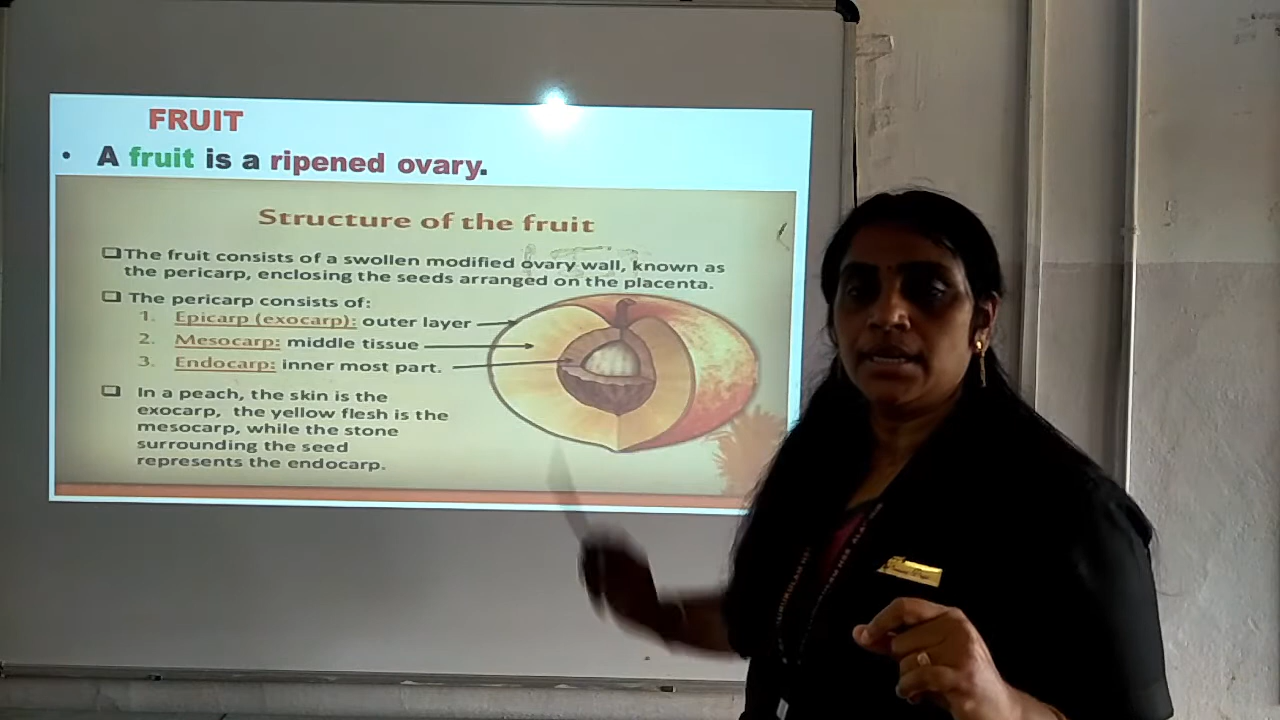 FRUIT
• A fruit is a ripened ovary.
Structure of the fruit
❑ The fruit consists of a swollen modified ovary wall, known as
the pericarp, enclosing the seeds arranged on the placenta.
❑ The pericarp consists of:
1. Epicarp (exocarp): outer layer
2. Mesocarp: middle tissue
3. Endocarp: inner most part.
❑ In a peach, the skin is the
exocarp, the yellow flesh is the
mesocarp, while the stone
surrounding the seed
represents the endocarp.